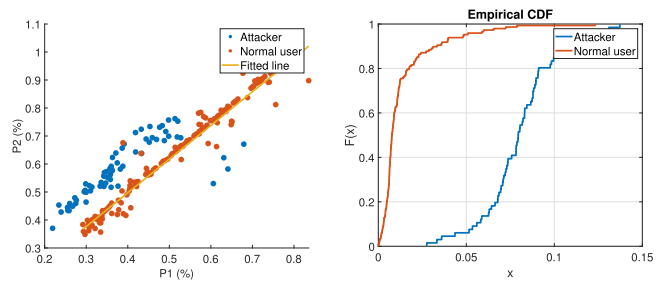 1.1
1
0.9
0.8
0.7
0.6
0.5
0.4
0.3
0.2
0.3
0.4
0.5
0.6
0.7
0.8
P1 (%)
P2 (%)
Attacker
Normal user
Fitted line
Empirical CDF
1
0.8
0.6
0.4
0.2
0
0
0.05
0.1
0.15
x
F(x)
Attacker
Normal user